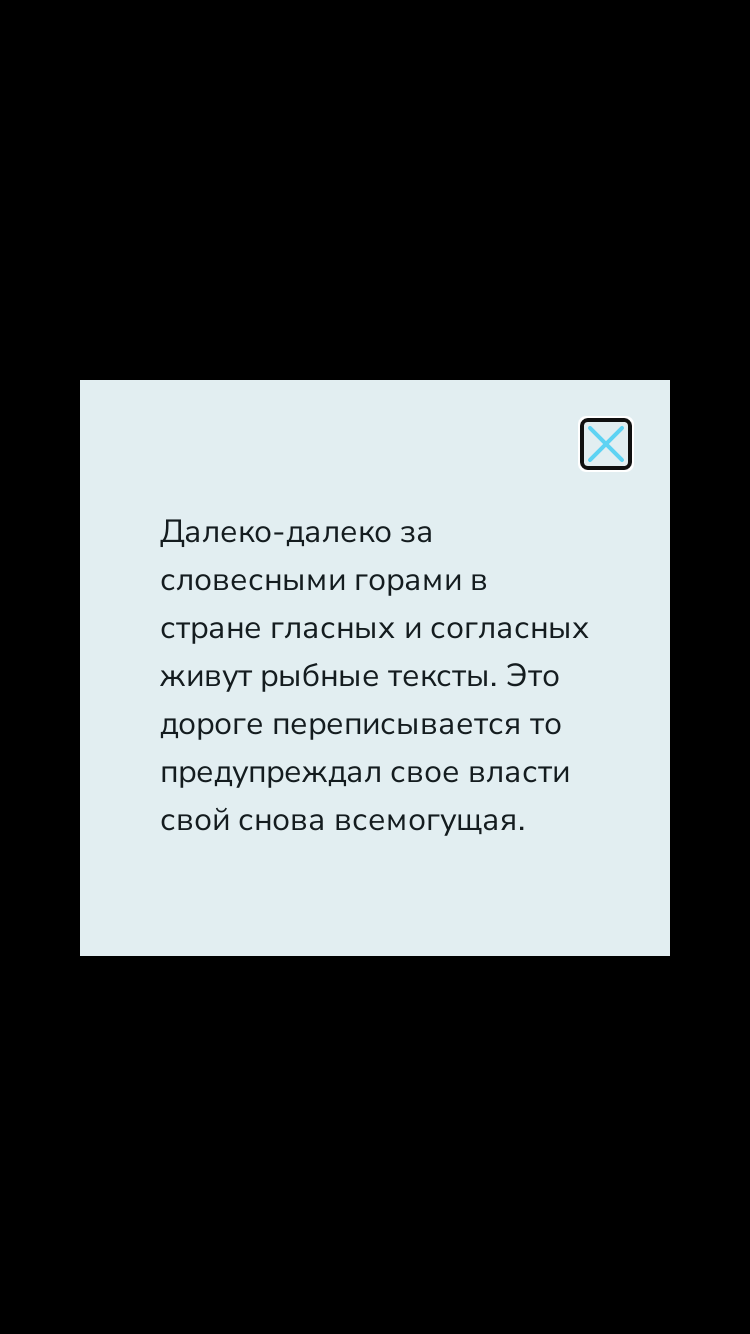 Далеко-далеко за
словесными горами в
стране гласных и согласных
живут рыбные тексты. Это
дороге переписывается то
предупреждал свое власти
свой снова всемогущая.